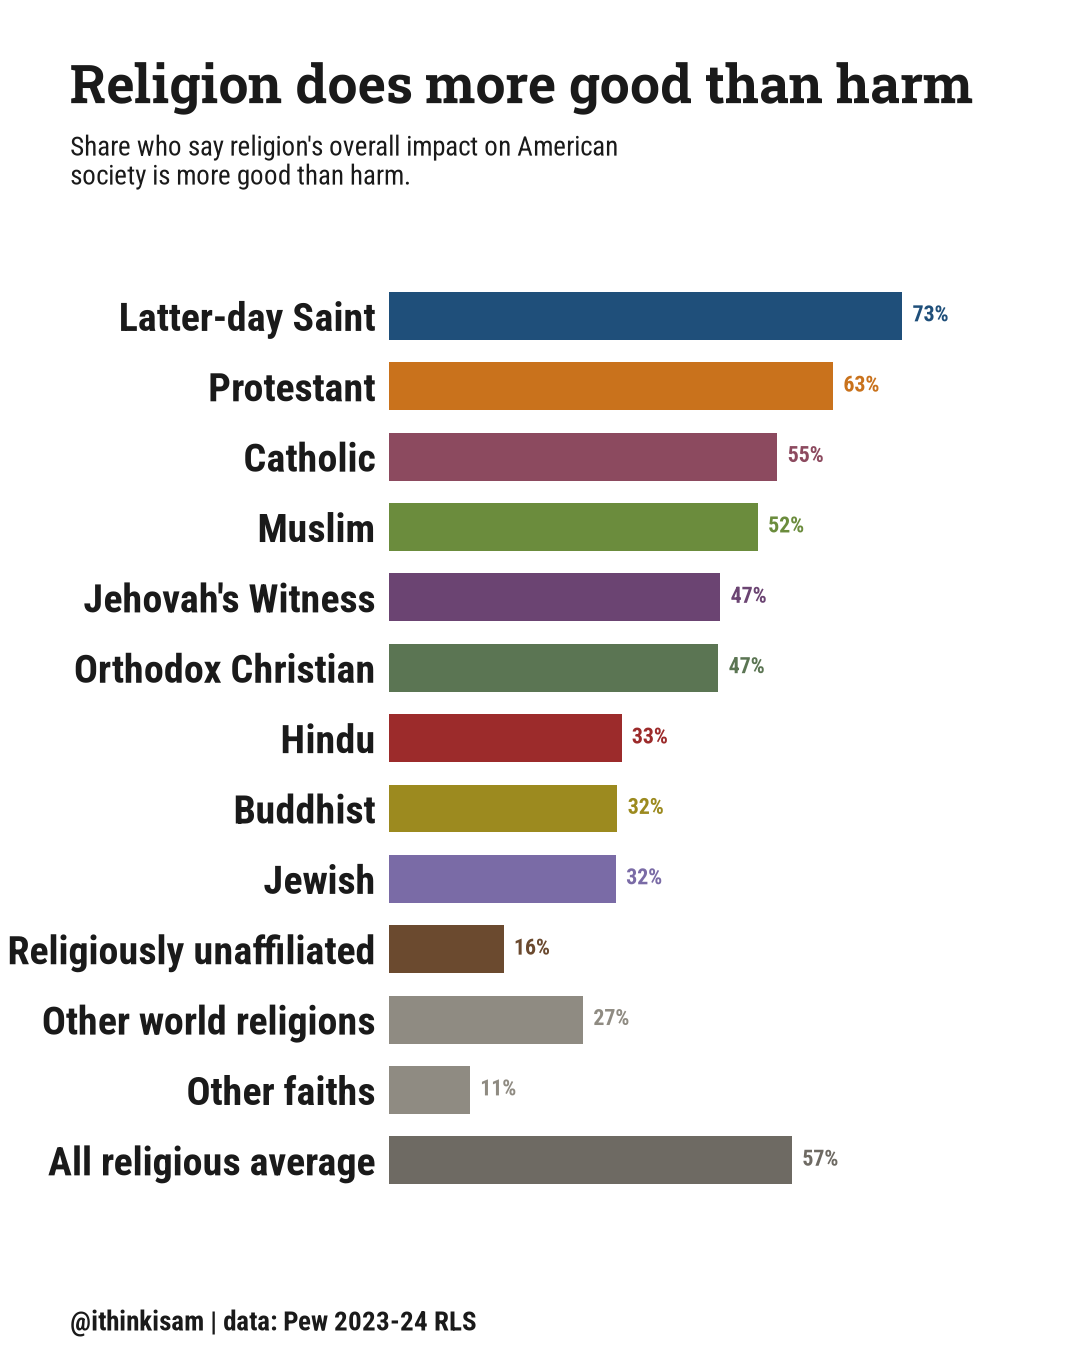 Religion does more good than harm
Share who say religion's overall impact on American
society is more good than harm.
Latter-day Saint 73%
Protestant 63%
Catholic 55%
Muslim 52%
Jehovah's Witness 47%
Orthodox Christian 47%
Hindu 33%
Buddhist 32%
Jewish 32%
Religiously unaffiliated 16%
Other world religions 27%
Other faiths 11%
All religious average 57%
@ithinkisam | data: Pew 2023-24 RLS